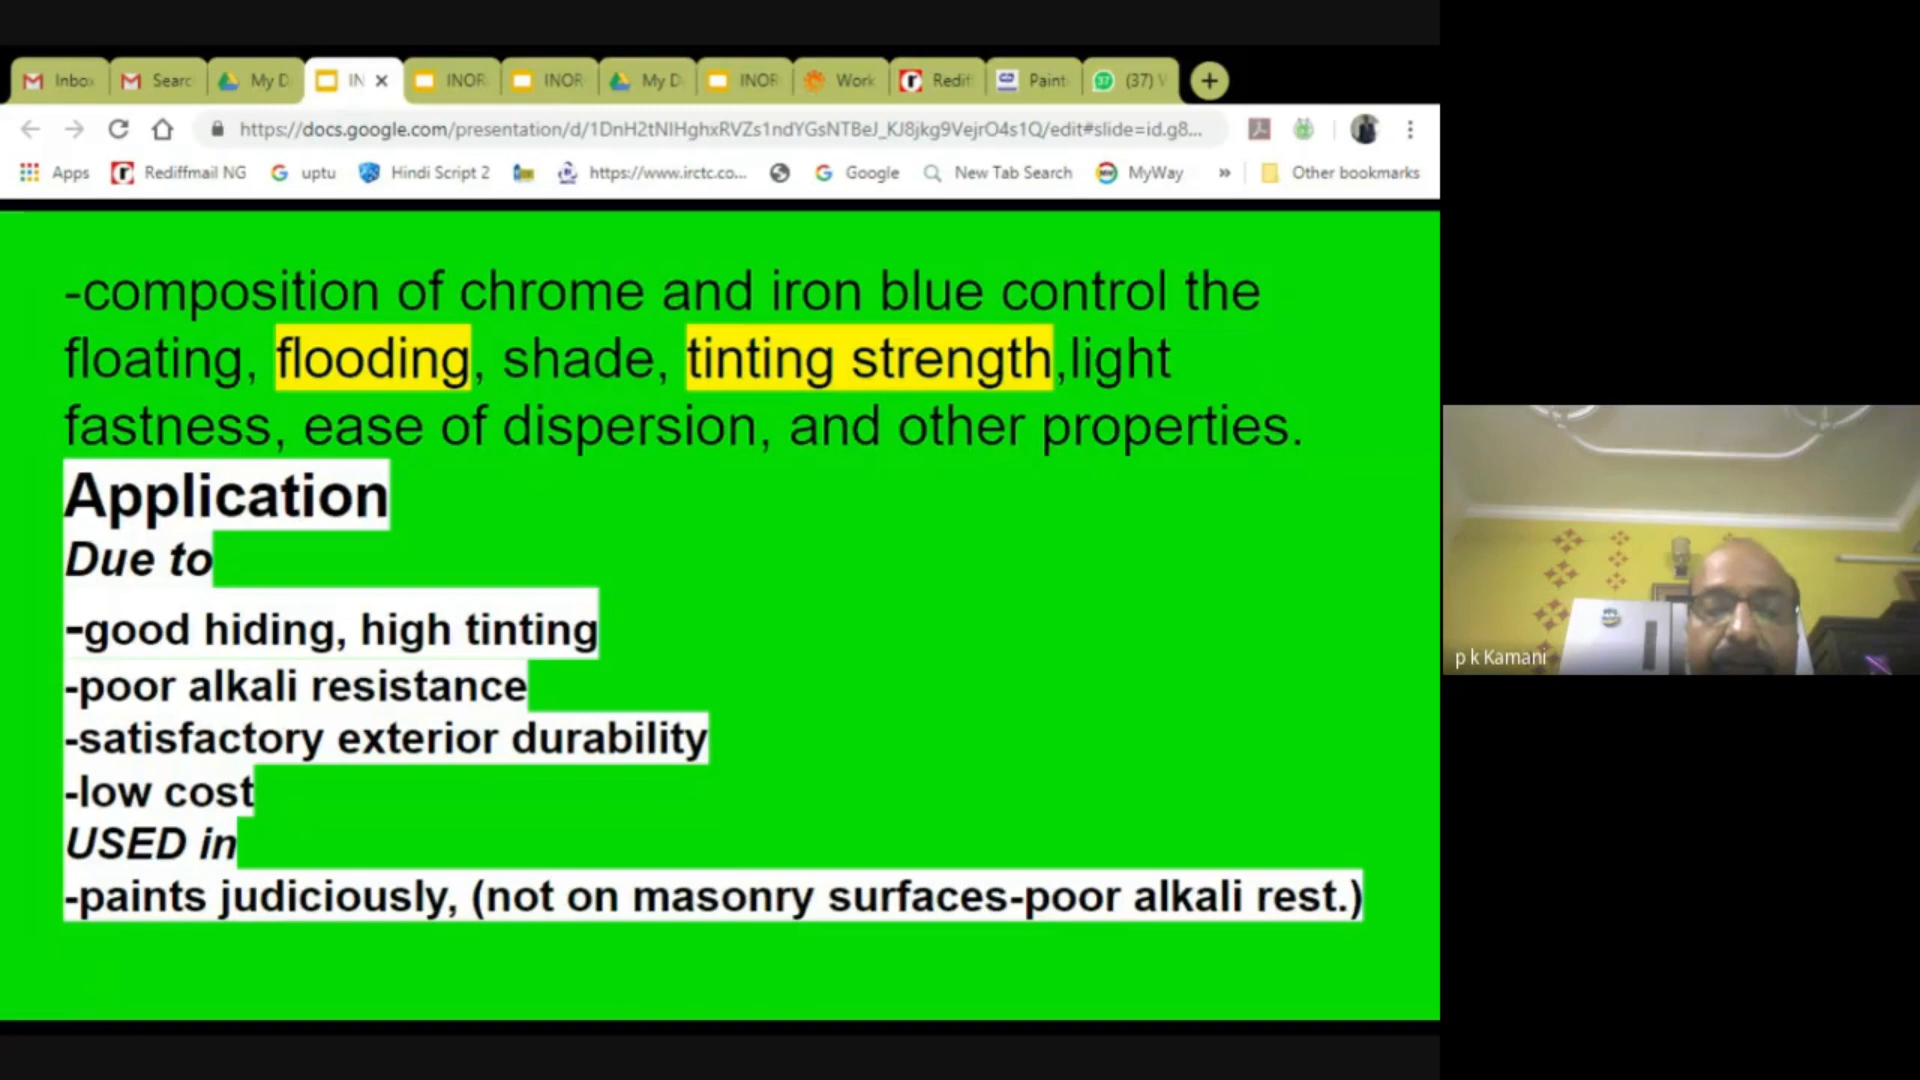 Inbox
Searc
My D
IN
INOR
INOR
My D
INOR
Work
Redif
Paint
(37)
https://docs.google.com/presentation/d/1DnH2tNIHghxRVZs1ndYGsNTBeJ_KJ8jkg9VejrO4s1Q/edit#slide=id.g8...
Apps Rediffmail NG uptu Hindi Script 2 https://www.irctc.co... Google New Tab Search MyWay » Other bookmarks
-composition of chrome and iron blue control the
floating, flooding, shade, tinting strength,light
fastness, ease of dispersion, and other properties.
Application
Due to
-good hiding, high tinting
-poor alkali resistance
-satisfactory exterior durability
-low cost
USED in
-paints judiciously, (not on masonry surfaces-poor alkali rest.)
p k Kamani